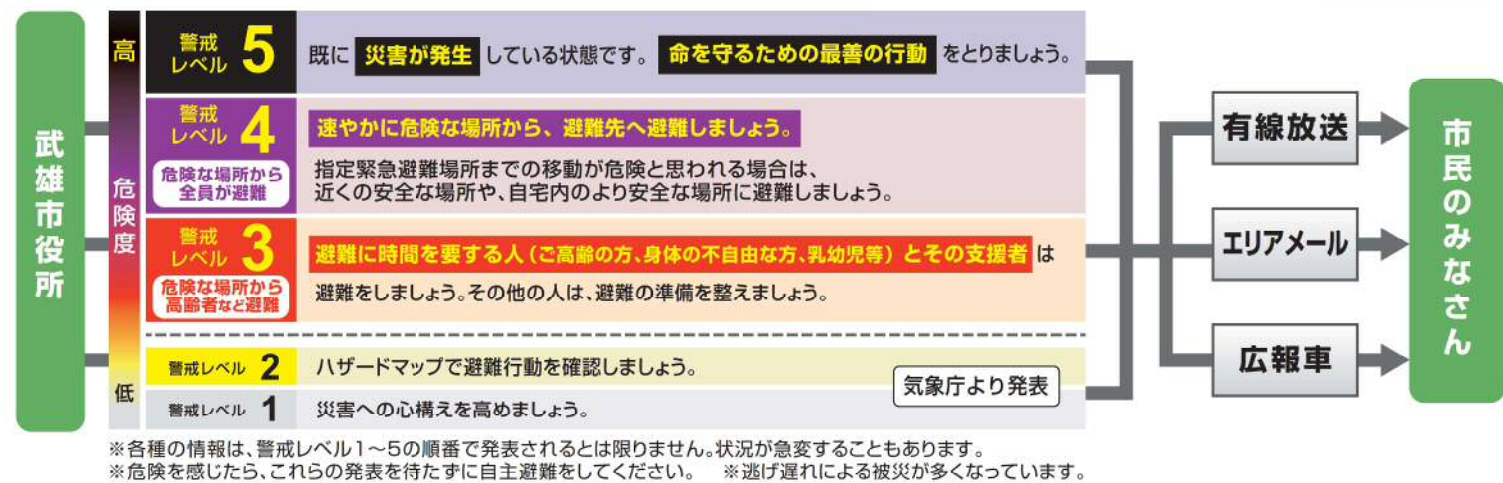 武雄市役所
高
危険度
低
警戒レベル 5
既に 災害が発生 している状態です。 命を守るための最善の行動 をとりましょう。
警戒レベル 4
危険な場所から
全員が避難
速やかに危険な場所から、避難先へ避難しましょう。
指定緊急避難場所までの移動が危険と思われる場合は、
近くの安全な場所や、自宅内のより安全な場所に避難しましょう。
警戒レベル 3
危険な場所から
高齢者など避難
避難に時間を要する人(ご高齢の方、身体の不自由な方、乳幼児等)とその支援者 は
避難をしましょう。その他の人は、避難の準備を整えましょう。
警戒レベル 2
ハザードマップで避難行動を確認しましょう。
警戒レベル 1
災害への心構えを高めましょう。
気象庁より発表
有線放送
エリアメール
広報車
市民のみなさん
※各種の情報は、警戒レベル1~5の順番で発表されるとは限りません。状況が急変することもあります。
※危険を感じたら、これらの発表を待たずに自主避難をしてください。 ※逃げ遅れによる被災が多くなっています。